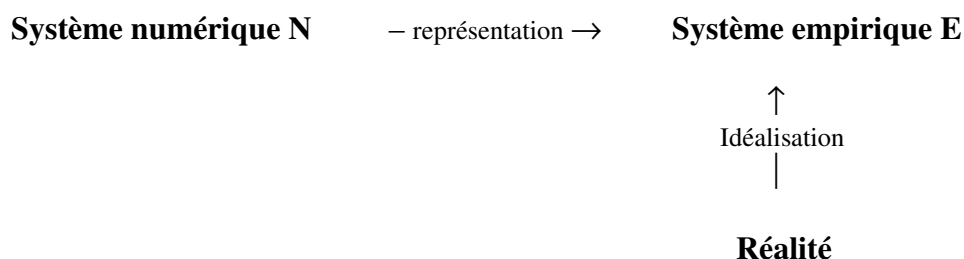 Système numérique N – représentation → Système empirique E
↑
Idéalisation
|
Réalité